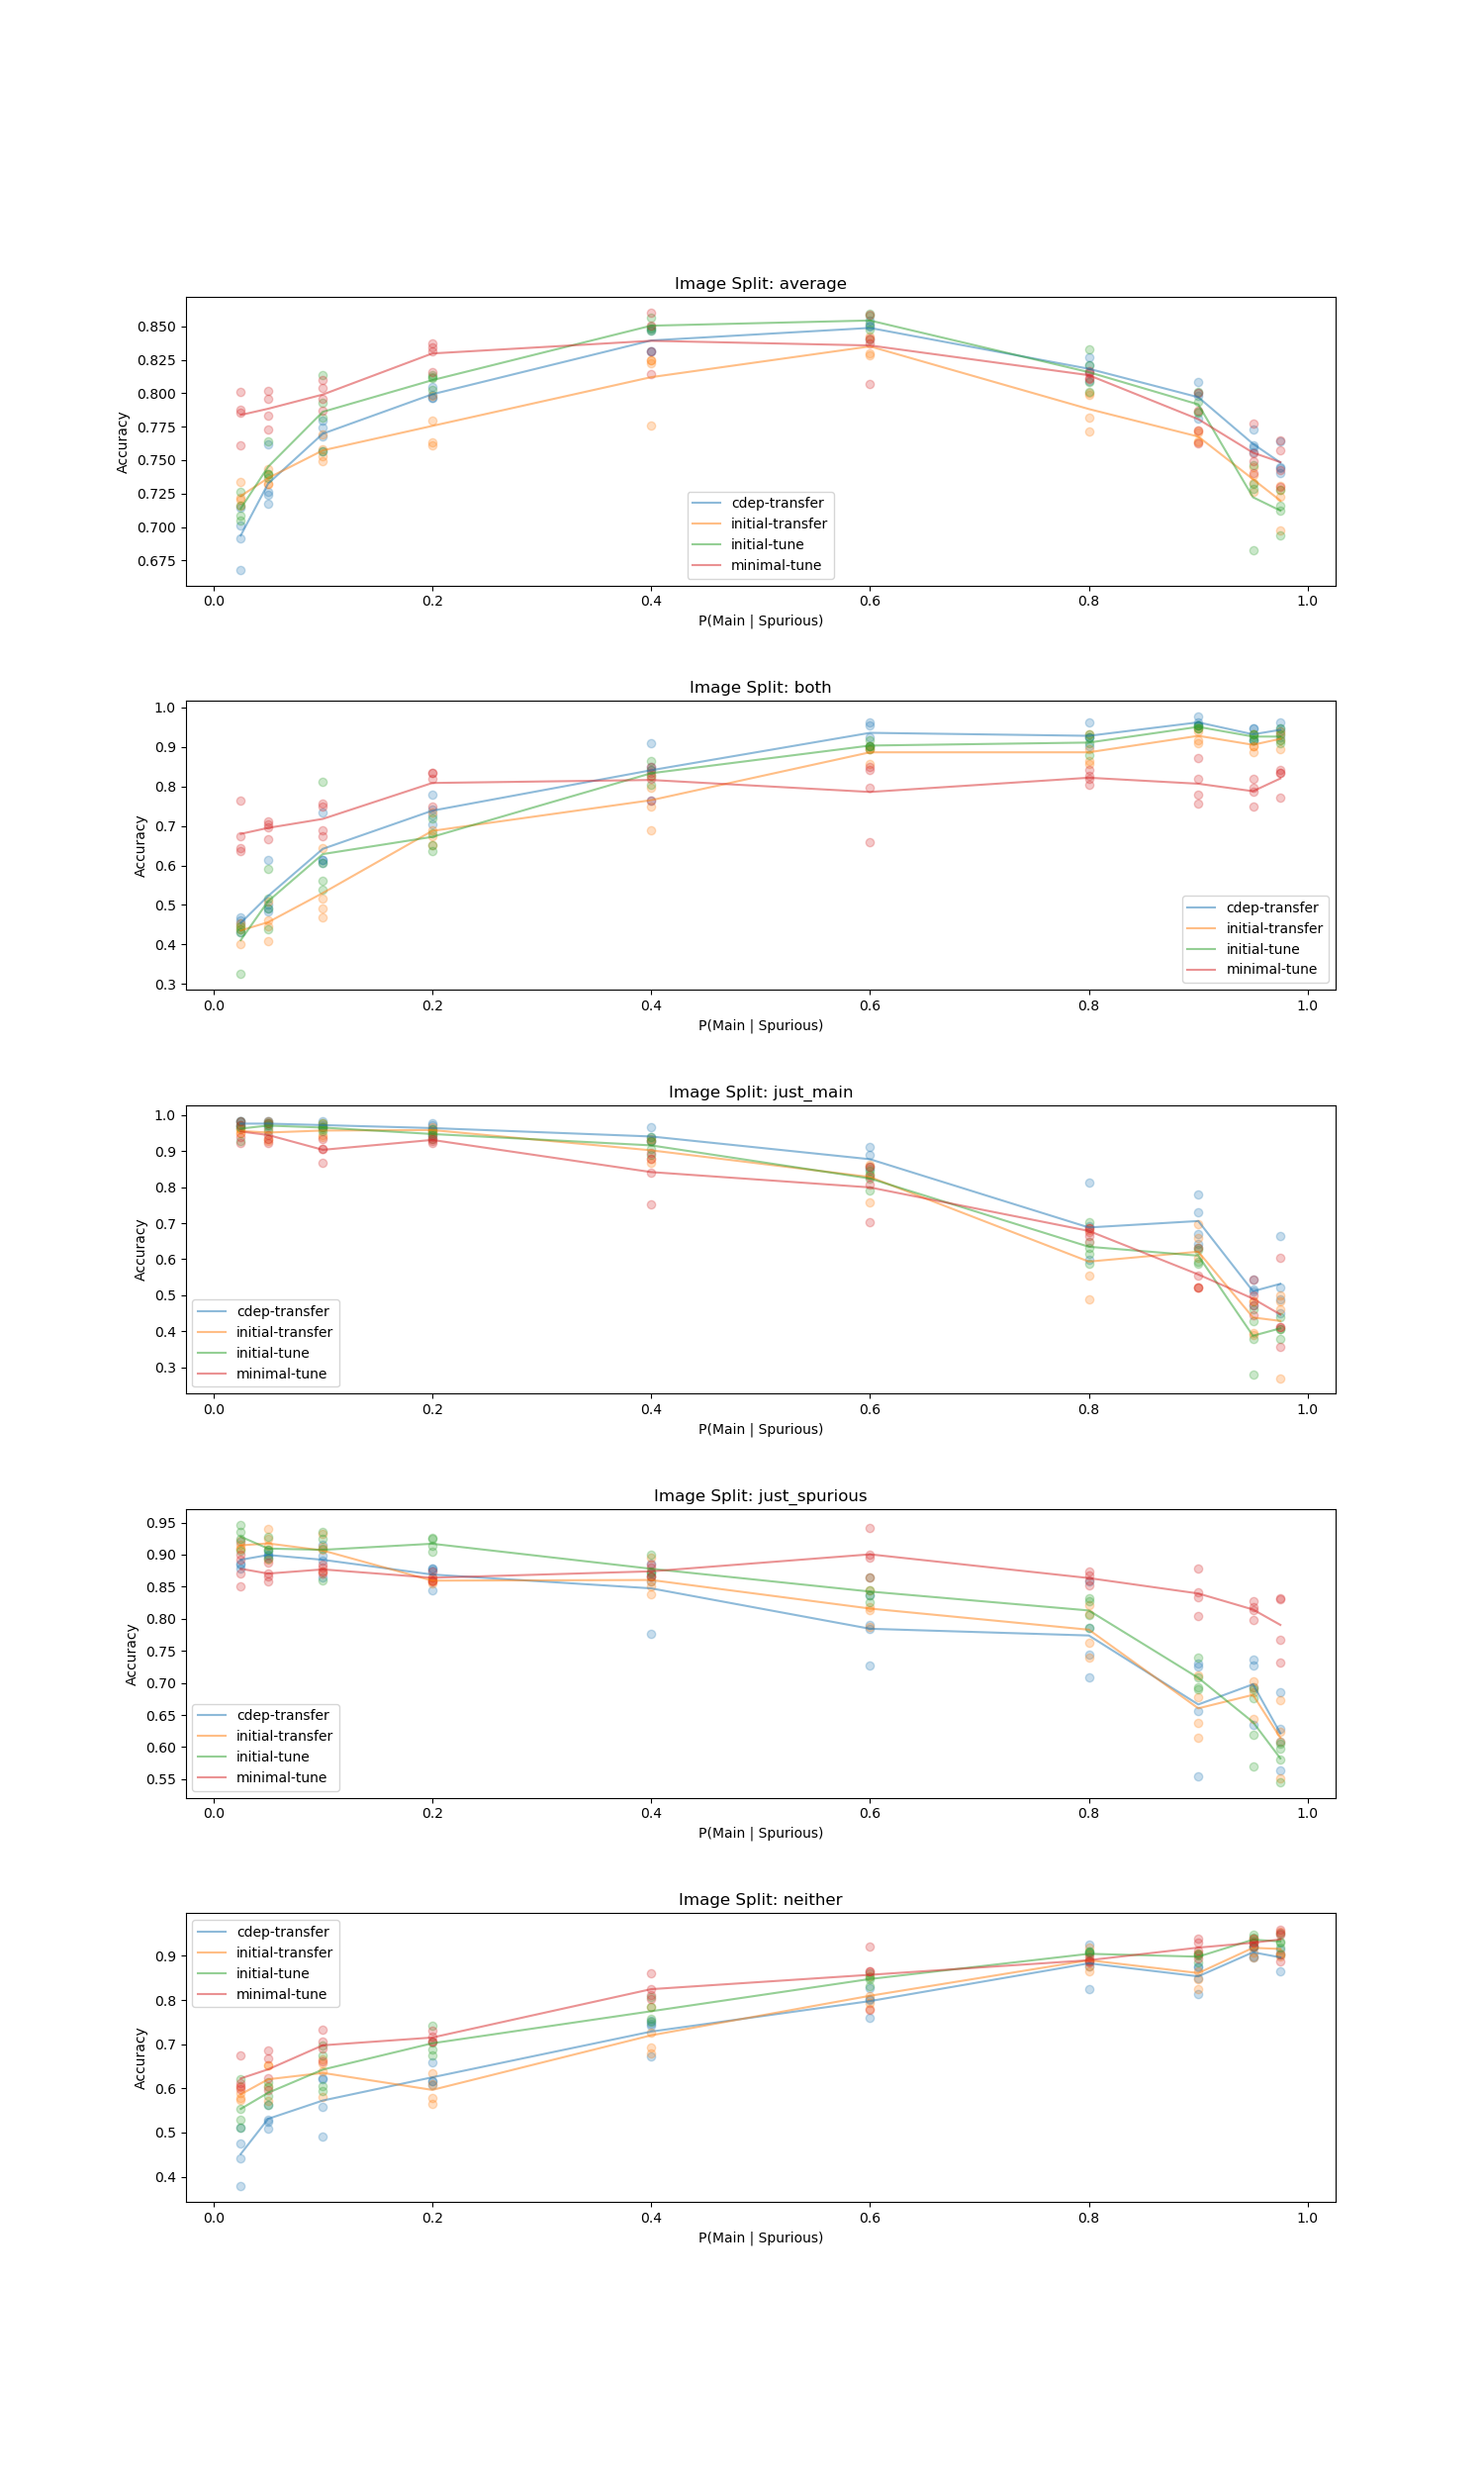 Image Split: average
Accuracy
0.850
0.825
0.800
0.775
0.750
0.725
0.700
0.675
cdep-transfer
initial-transfer
initial-tune
minimal-tune
0.0 0.2 0.4 0.6 0.8 1.0
P(Main | Spurious)
Image Split: both
Accuracy
1.0
0.9
0.8
0.7
0.6
0.5
0.4
0.3
cdep-transfer
initial-transfer
initial-tune
minimal-tune
0.0 0.2 0.4 0.6 0.8 1.0
P(Main | Spurious)
Image Split: just_main
Accuracy
1.0
0.9
0.8
0.7
0.6
0.5
0.4
0.3
cdep-transfer
initial-transfer
initial-tune
minimal-tune
0.0 0.2 0.4 0.6 0.8 1.0
P(Main | Spurious)
Image Split: just_spurious
Accuracy
0.95
0.90
0.85
0.80
0.75
0.70
0.65
0.60
0.55
cdep-transfer
initial-transfer
initial-tune
minimal-tune
0.0 0.2 0.4 0.6 0.8 1.0
P(Main | Spurious)
Image Split: neither
Accuracy
0.9
0.8
0.7
0.6
0.5
0.4
cdep-transfer
initial-transfer
initial-tune
minimal-tune
0.0 0.2 0.4 0.6 0.8 1.0
P(Main | Spurious)